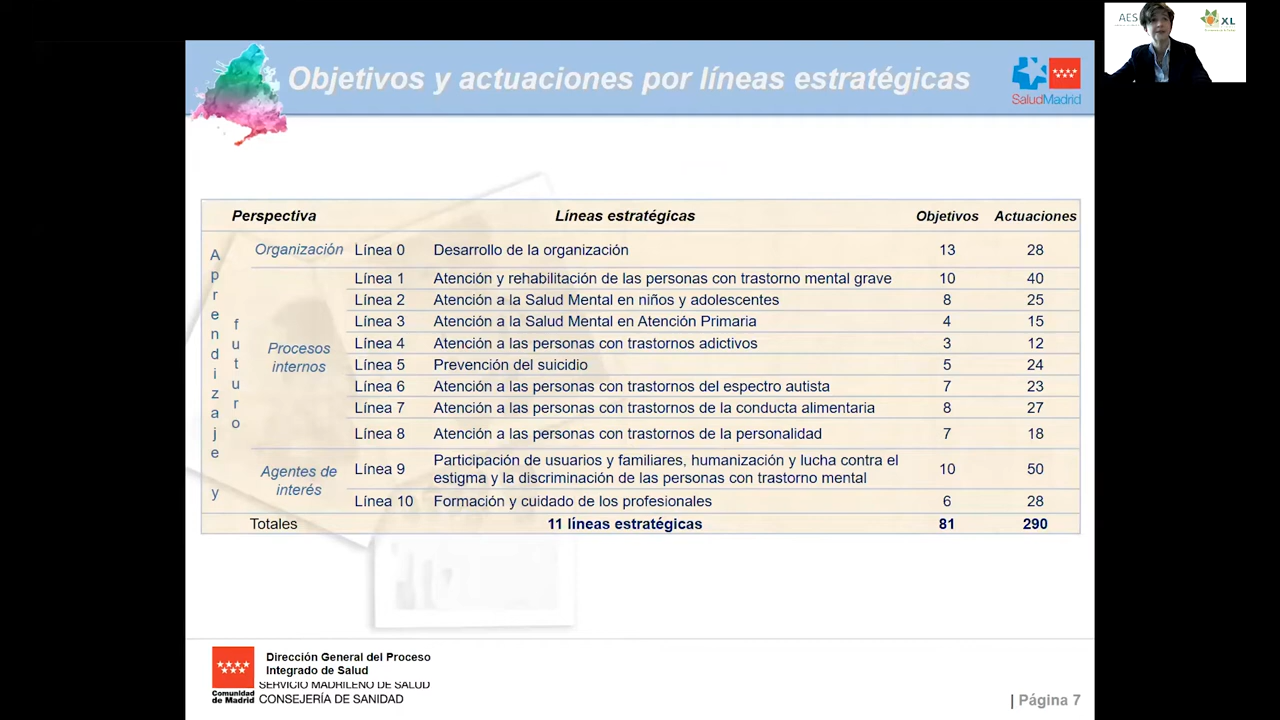 Objetivos y actuaciones por líneas estratégicas
SaludMadrid
AES
XL
Perspectiva Líneas estratégicas Objetivos Actuaciones
Aprendizaje y
futuro
Organización Línea 0 Desarrollo de la organización 13 28
Procesos internos
Línea 1 Atención y rehabilitación de las personas con trastorno mental grave 10 40
Línea 2 Atención a la Salud Mental en niños y adolescentes 8 25
Línea 3 Atención a la Salud Mental en Atención Primaria 4 15
Línea 4 Atención a las personas con trastornos adictivos 3 12
Línea 5 Prevención del suicidio 5 24
Línea 6 Atención a las personas con trastornos del espectro autista 7 23
Línea 7 Atención a las personas con trastornos de la conducta alimentaria 8 27
Línea 8 Atención a las personas con trastornos de la personalidad 7 18
Agentes de interés
Línea 9 Participación de usuarios y familiares, humanización y lucha contra el
estigma y la discriminación de las personas con trastorno mental 10 50
Línea 10 Formación y cuidado de los profesionales 6 28
Totales 11 líneas estratégicas 81 290
Comunidad
de Madrid
Dirección General del Proceso
Integrado de Salud
SERVICIO MADRILEÑO DE SALUD
CONSEJERÍA DE SANIDAD
| Página 7